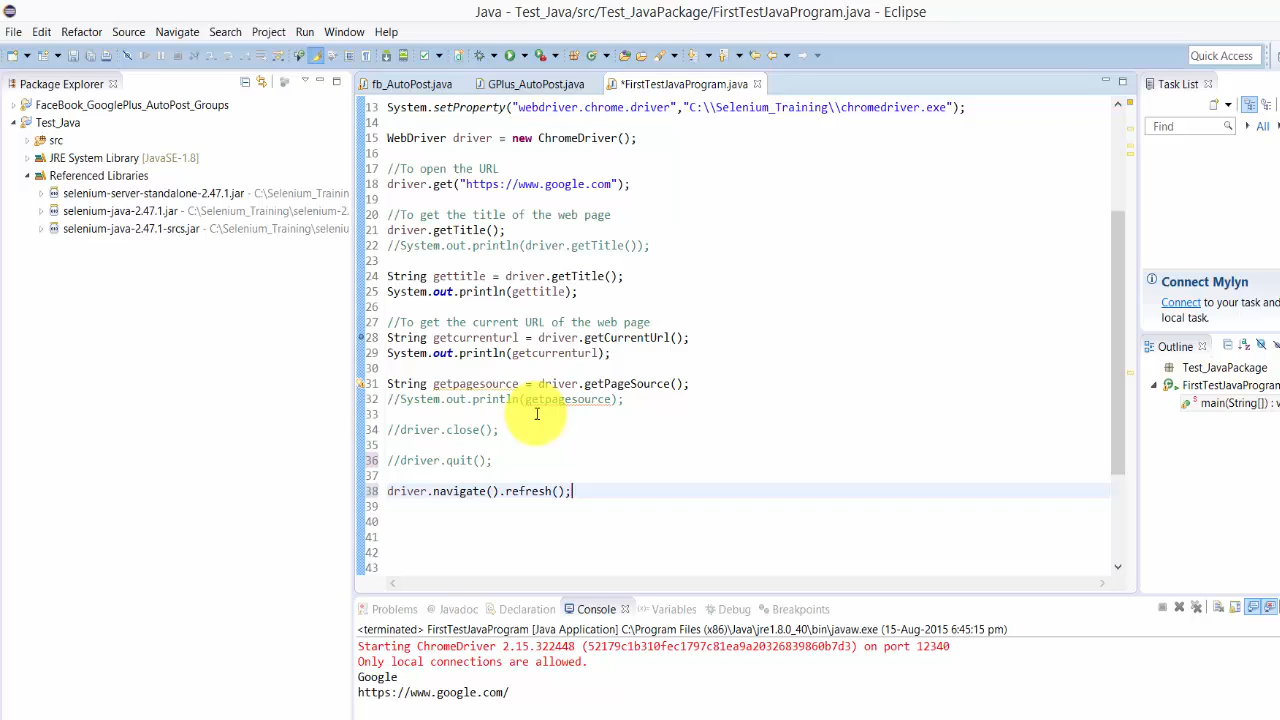 Java - Test_Java/src/Test_JavaPackage/FirstTestJavaProgram.java - Eclipse
File Edit Refactor Source Navigate Search Project Run Window Help
Quick Access
Package Explorer
FaceBook_GooglePlus_AutoPost_Groups
Test_Java
src
JRE System Library [JavaSE-1.8]
Referenced Libraries
selenium-server-standalone-2.47.1.jar - C:\Selenium_Trainin
selenium-java-2.47.1.jar - C:\Selenium_Training\selenium-2.
selenium-java-2.47.1-srcs.jar - C:\Selenium_Training\seleniu
fb_AutoPost.java GPlus_AutoPost.java *FirstTestJavaProgram.java
13 System.setProperty("webdriver.chrome.driver","C:\\Selenium_Training\\chromedriver.exe");
14
15 WebDriver driver = new ChromeDriver();
16
17 //To open the URL
18 driver.get("https://www.google.com");
19
20 //To get the title of the web page
21 driver.getTitle();
22 //System.out.println(driver.getTitle());
23
24 String gettitle = driver.getTitle();
25 System.out.println(gettitle);
26
27 //To get the current URL of the web page
28 String getcurrenturl = driver.getCurrentUrl();
29 System.out.println(getcurrenturl);
30
31 String getpagesource = driver.getPageSource();
32 //System.out.println(getpagesource);
33
34 //driver.close();
35
36 //driver.quit();
37
38 driver.navigate().refresh();
39
40
41
42
43
Task List
Find All
Connect Mylyn
Connect to your task and
local task.
Outline
Test_JavaPackage
FirstTestJavaProgram
main(String[]) : v
Problems Javadoc Declaration Console Variables Debug Breakpoints
<terminated> FirstTestJavaProgram [Java Application] C:\Program Files (x86)\Java\jre1.8.0_40\bin\javaw.exe (15-Aug-2015 6:45:15 pm)
Starting ChromeDriver 2.15.322448 (52179c1b310fec1797c81ea9a20326839860b7d3) on port 12340
Only local connections are allowed.
Google
https://www.google.com/